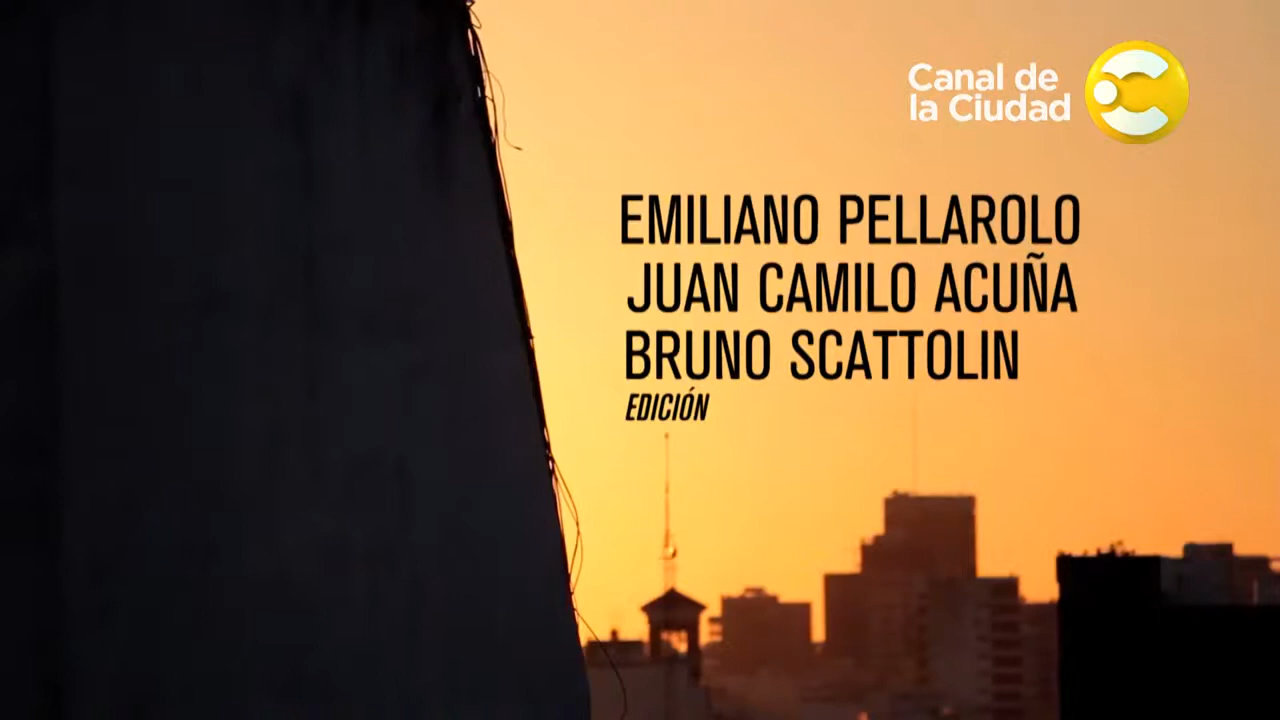 Canal de
la Ciudad
EMILIANO PELLAROLO
JUAN CAMILO ACUÑA
BRUNO SCATTOLIN
EDICIÓN